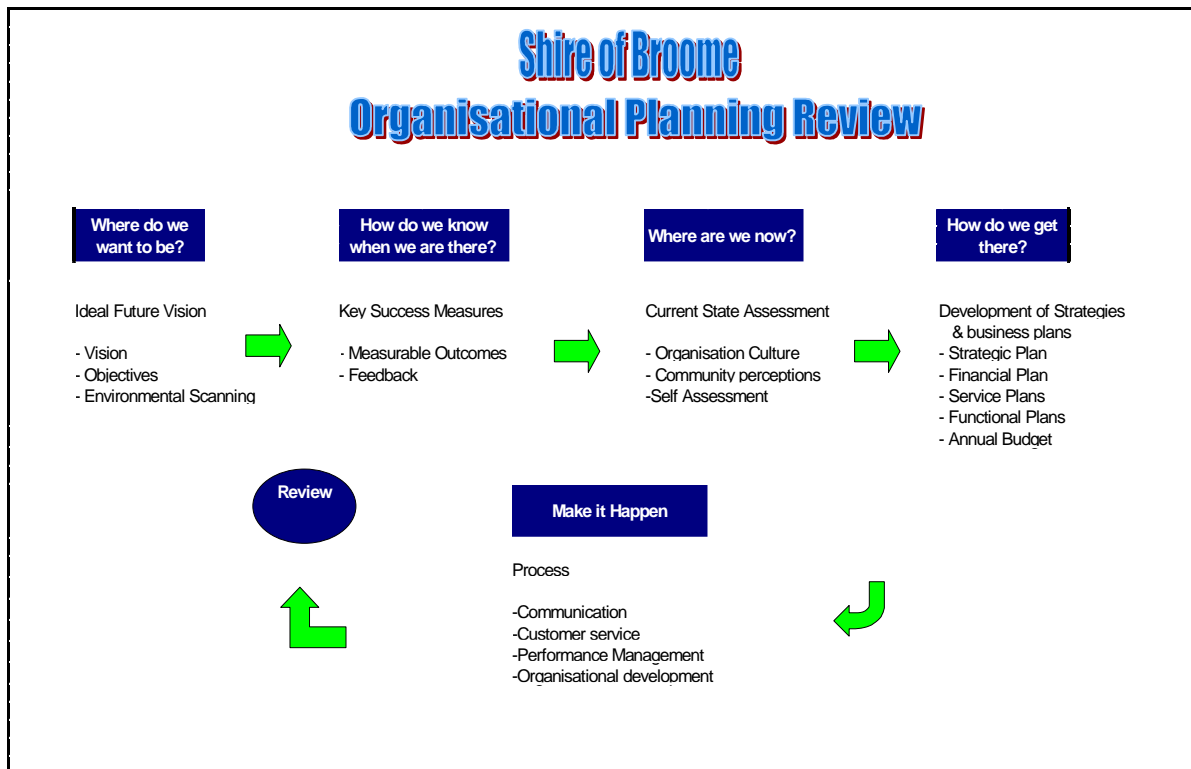 Shire of Broome
Organisational Planning Review
Where do we
want to be?
How do we know
when we are there?
Where are we now?
How do we get
there?
Ideal Future Vision
- Vision
- Objectives
- Environmental Scanning
Key Success Measures
- Measurable Outcomes
- Feedback
Current State Assessment
- Organisation Culture
- Community perceptions
-Self Assessment
Development of Strategies
& business plans
- Strategic Plan
- Financial Plan
- Service Plans
- Functional Plans
- Annual Budget
Review
Make it Happen
Process
-Communication
-Customer service
-Performance Management
-Organisational development